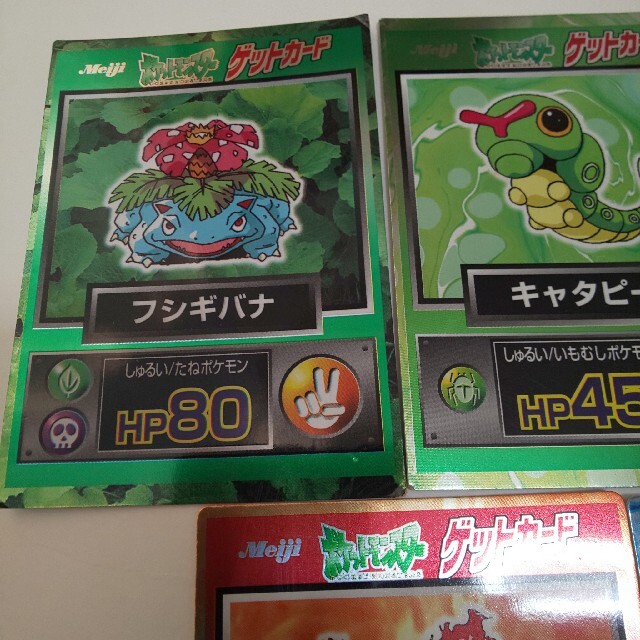 Meiji ポケットモンスター ゲットカード
フシギバナ
しゅるい/たねポケモン
HP80
Meiji ポケットモンスター ゲットカ
キャタピー
しゅるい/いもむしポケモ
HP45
Meiji ポケットモンスター ゲットカード